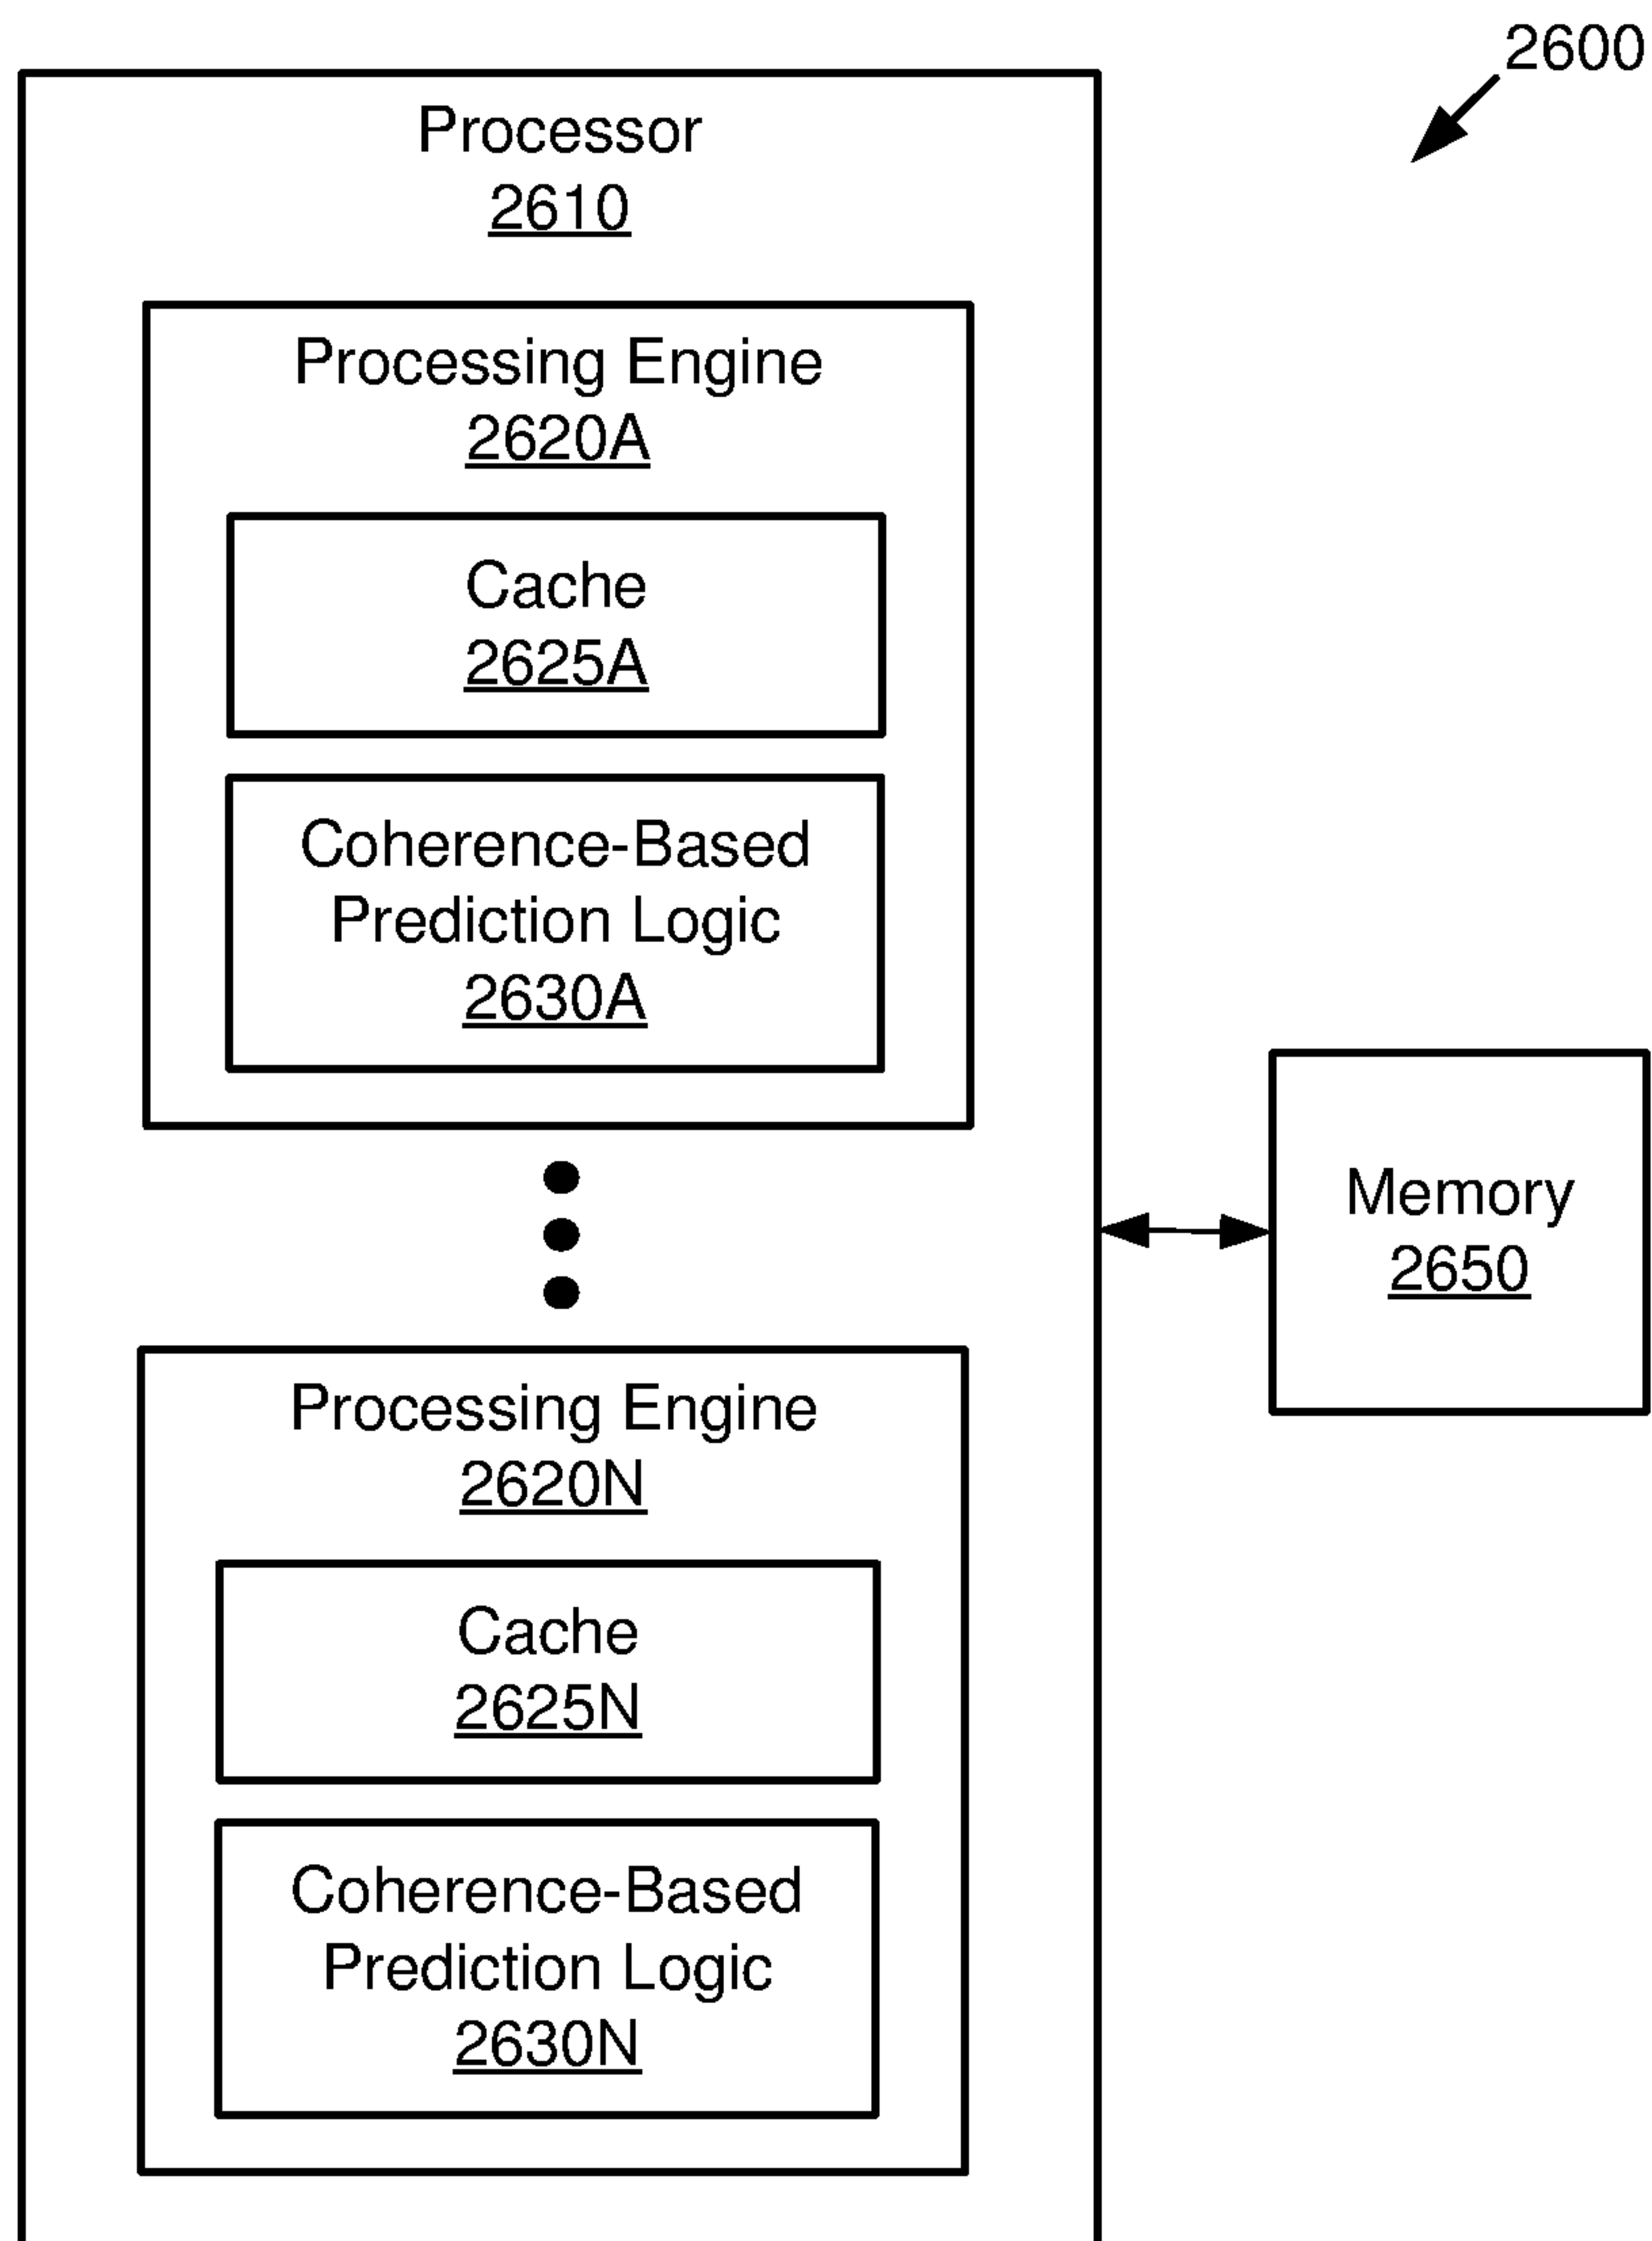 2600
Processor
2610
Processing Engine
2620A
Cache
2625A
Coherence-Based
Prediction Logic
2630A
Memory
2650
Processing Engine
2620N
Cache
2625N
Coherence-Based
Prediction Logic
2630N